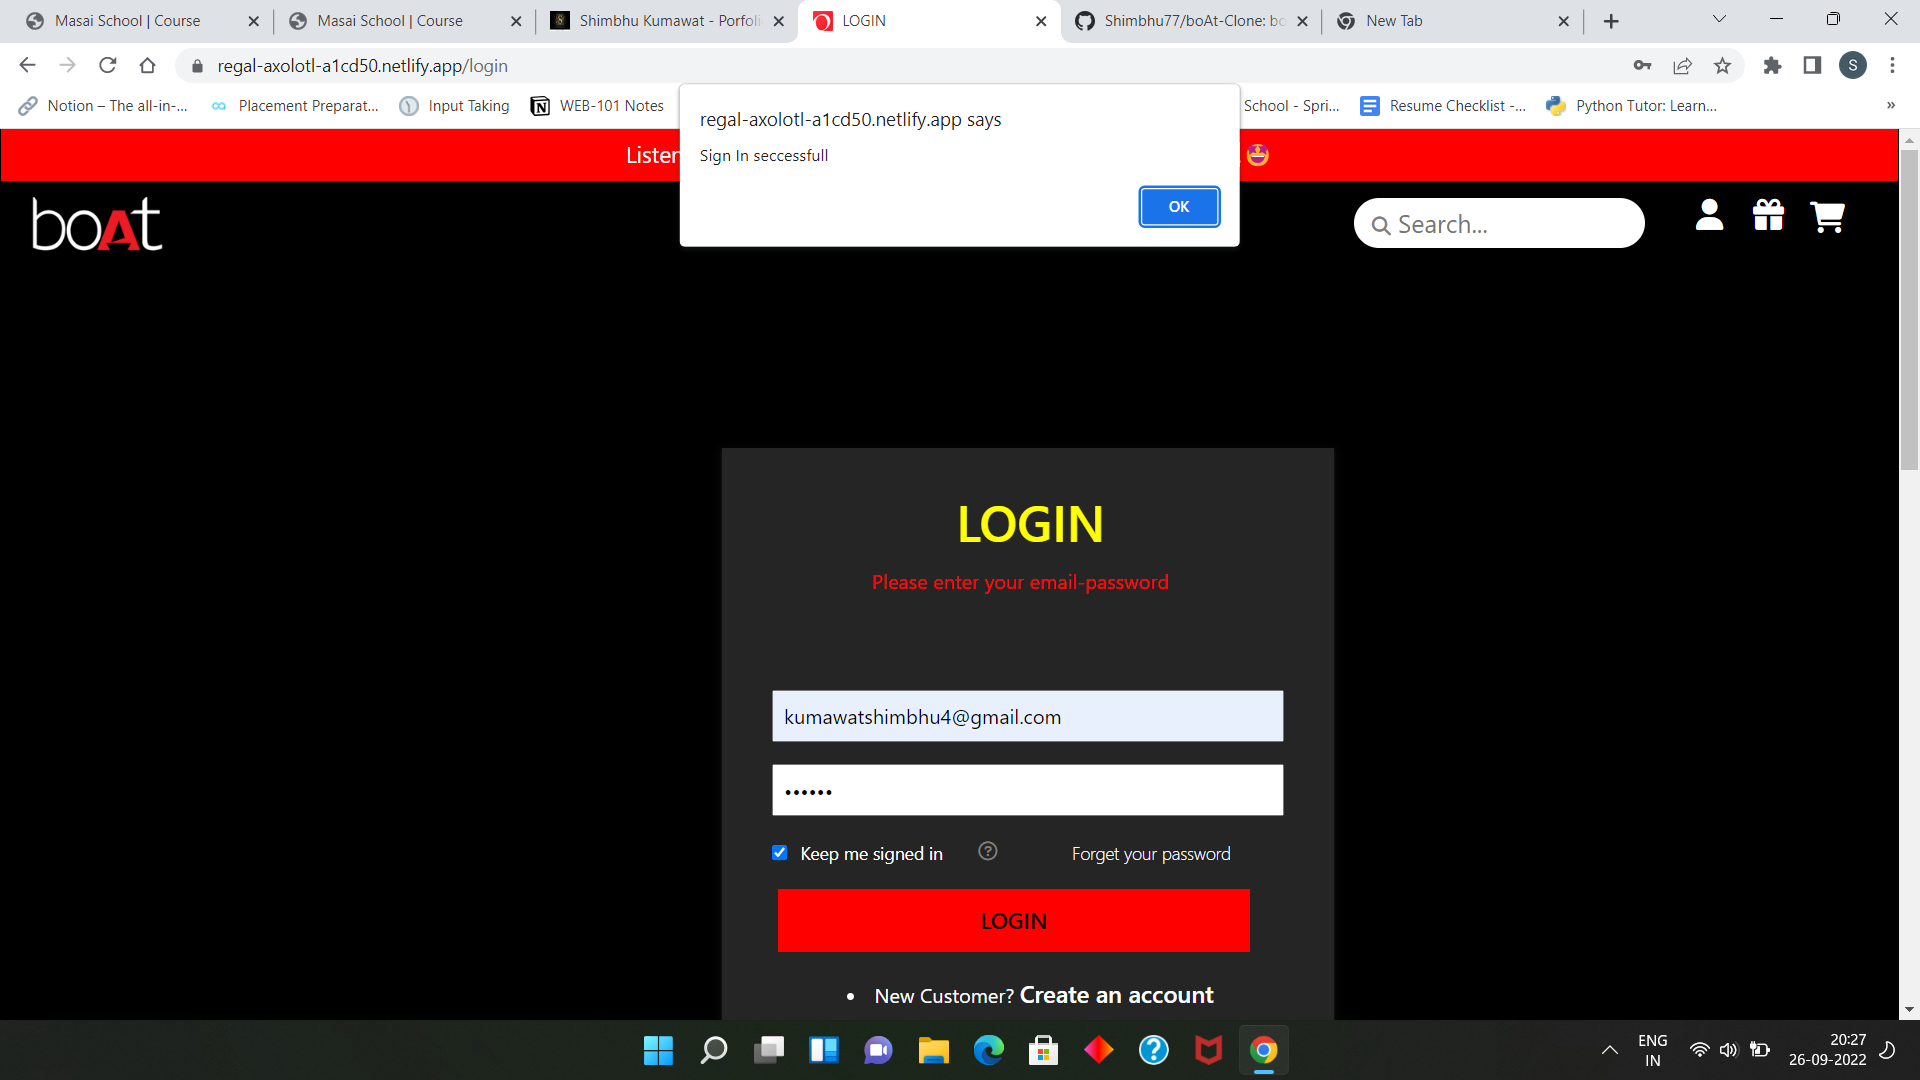 Masai School | Course
Masai School | Course
Shimbhu Kumawat - Porfoli
LOGIN
Shimbhu77/boAt-Clone: bo
New Tab
regal-axolotl-a1cd50.netlify.app/login
S
Notion – The all-in-...
Placement Preparat...
Input Taking
WEB-101 Notes
School - Spri...
Resume Checklist -...
Python Tutor: Learn...
»
regal-axolotl-a1cd50.netlify.app says
Sign In seccessfull
OK
Lister
boAt
Search...
LOGIN
Please enter your email-password
kumawatshimbhu4@gmail.com
••••••
Keep me signed in
Forget your password
LOGIN
• New Customer? Create an account
ENG
IN
20:27
26-09-2022